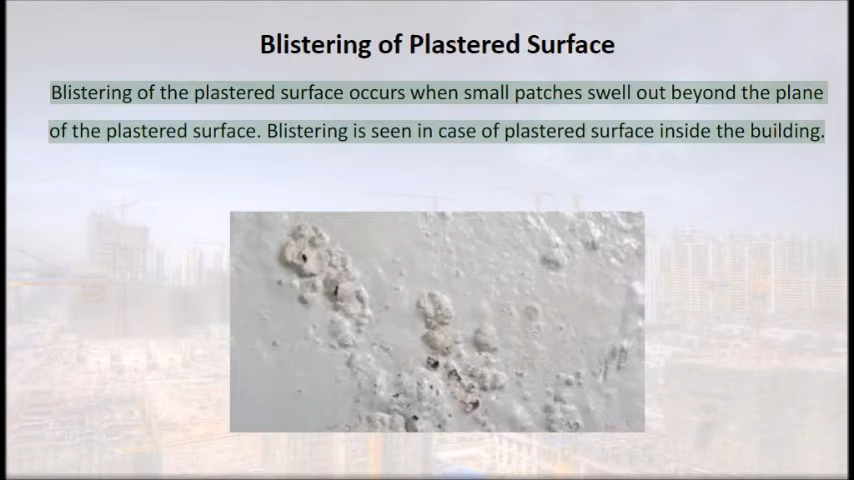 Blistering of Plastered Surface
Blistering of the plastered surface occurs when small patches swell out beyond the plane
of the plastered surface. Blistering is seen in case of plastered surface inside the building.